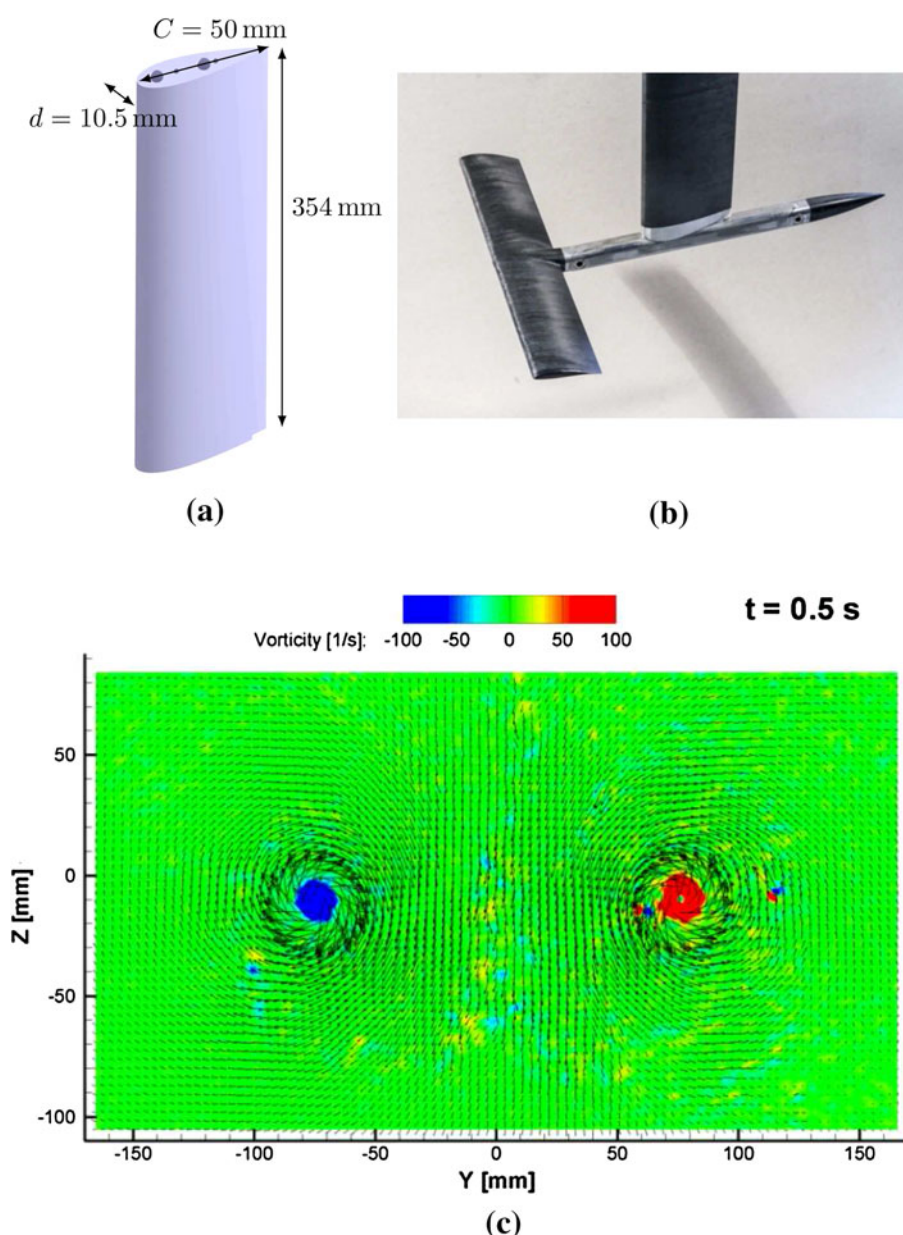 C = 50 mm
d = 10.5 mm
354 mm
(a)
(b)
t = 0.5 s
Vorticity [1/s]: -100 -50 0 50 100
Z [mm]
50
0
-50
-100
-150 -100 -50 0 50 100 150
Y [mm]
(c)